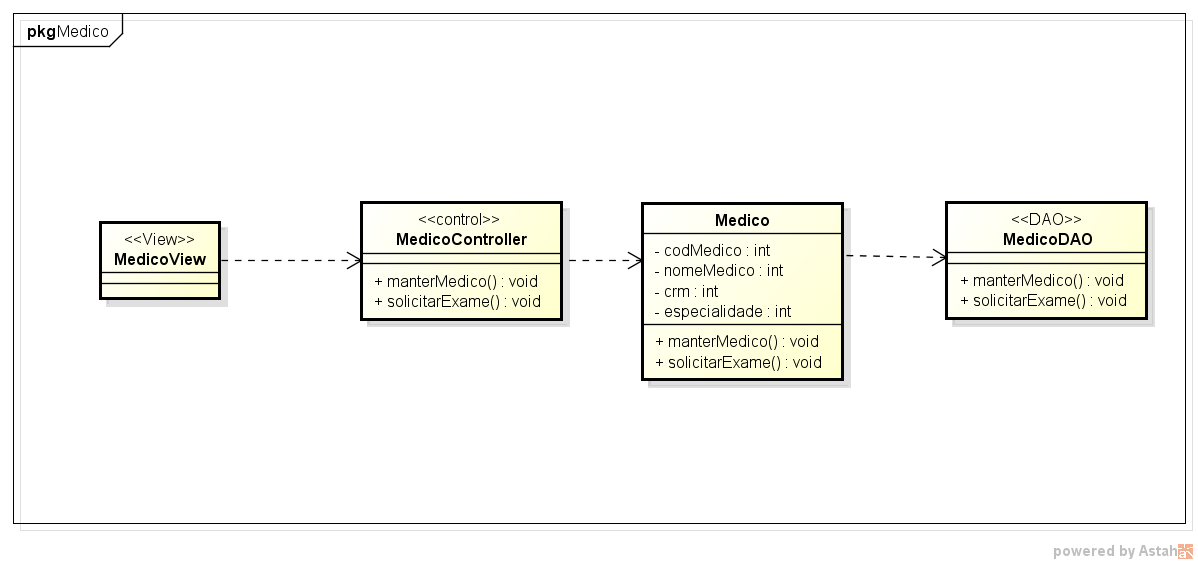 pkgMedico
<<View>>
MedicoView
<<control>>
MedicoController
+ manterMedico() : void
+ solicitarExame() : void
Medico
- codMedico : int
- nomeMedico : int
- crm : int
- especialidade : int
+ manterMedico() : void
+ solicitarExame() : void
<<DAO>>
MedicoDAO
+ manterMedico() : void
+ solicitarExame() : void
powered by Astah